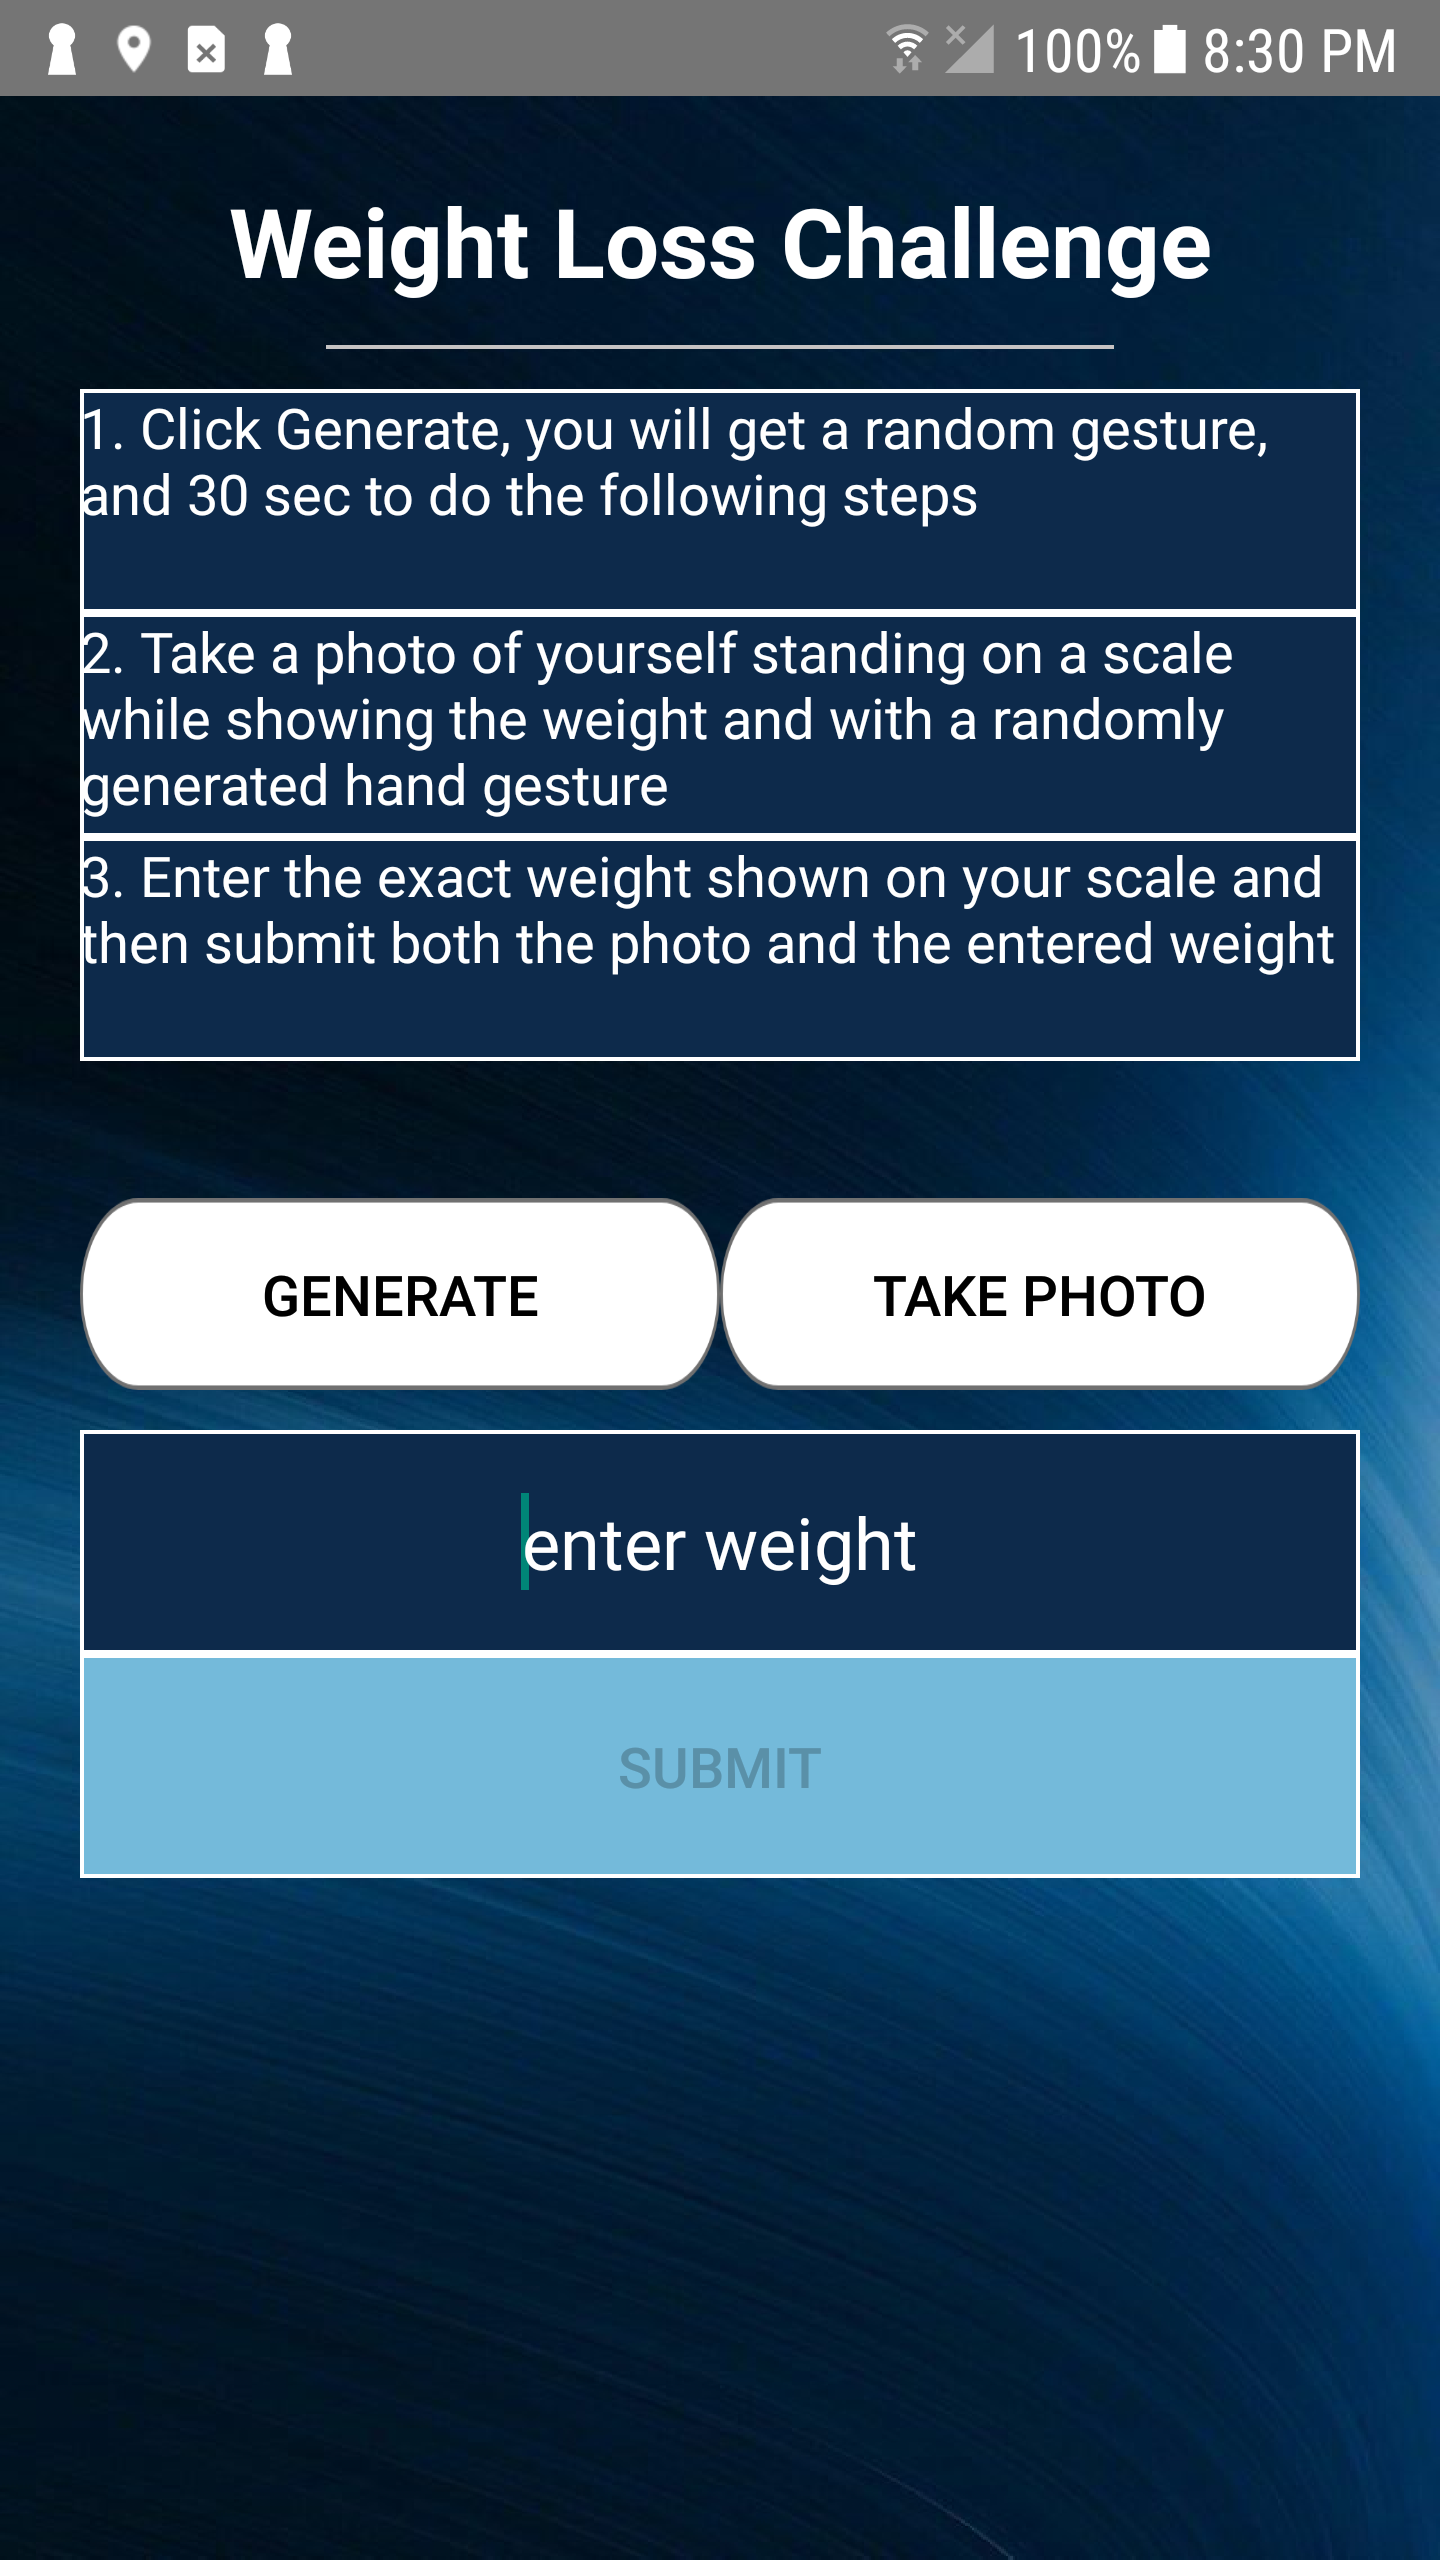 100% 8:30 PM
Weight Loss Challenge
1. Click Generate, you will get a random gesture,
and 30 sec to do the following steps
2. Take a photo of yourself standing on a scale
while showing the weight and with a randomly
generated hand gesture
3. Enter the exact weight shown on your scale and
then submit both the photo and the entered weight
GENERATE TAKE PHOTO
enter weight
SUBMIT